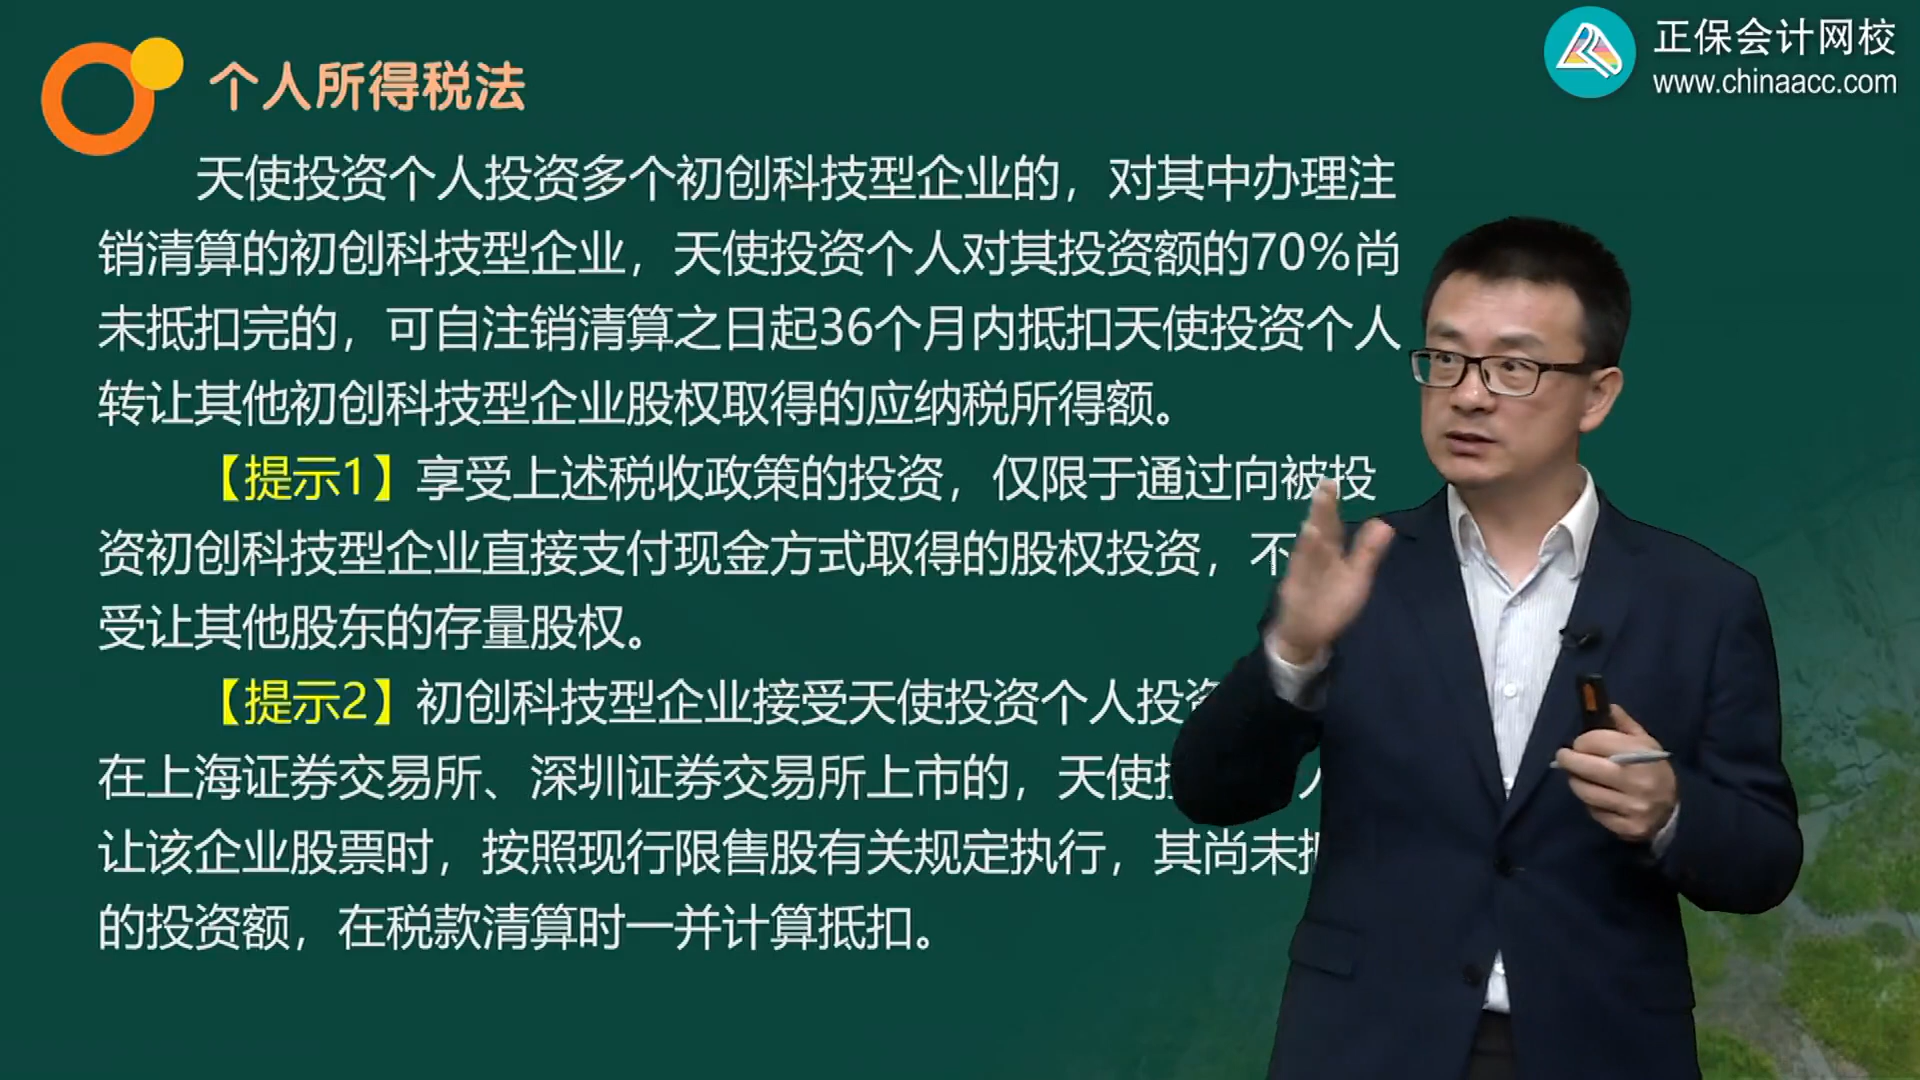 个人所得税法
正保会计网校
www.chinaacc.com
天使投资个人投资多个初创科技型企业的，对其中办理注
销清算的初创科技型企业，天使投资个人对其投资额的70%尚
未抵扣完的，可自注销清算之日起36个月内抵扣天使投资个人
转让其他初创科技型企业股权取得的应纳税所得额。
【提示1】享受上述税收政策的投资，仅限于通过向被投
资初创科技型企业直接支付现金方式取得的股权投资，不
受让其他股东的存量股权。
【提示2】初创科技型企业接受天使投资个人投资
在上海证券交易所、深圳证券交易所上市的，天使投
让该企业股票时，按照现行限售股有关规定执行，其尚未抵
的投资额，在税款清算时一并计算抵扣。